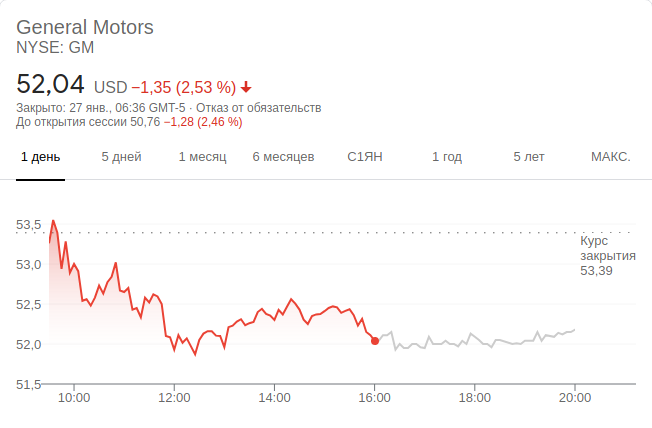 General Motors
NYSE: GM
52,04 USD −1,35 (2,53 %)
Закрыто: 27 янв., 06:36 GMT-5 · Отказ от обязательств
До открытия сессии 50,76 −1,28 (2,46 %)
1 день 5 дней 1 месяц 6 месяцев С1ЯН 1 год 5 лет МАКС.
53,5
Курс
закрытия
53,39
53,0
52,5
52,0
51,5
10:00 12:00 14:00 16:00 18:00 20:00